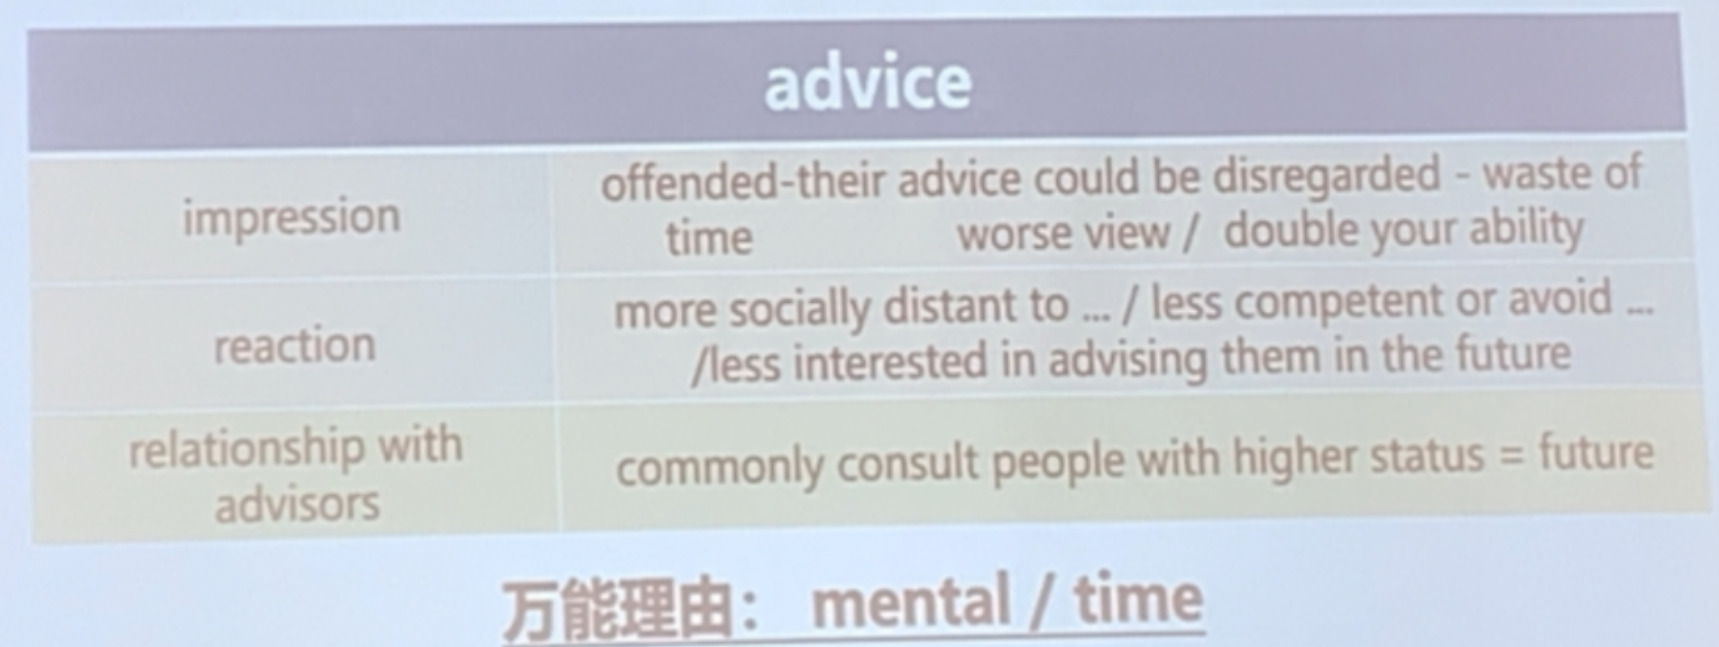 advice
impression
offended-their advice could be disregarded - waste of
time worse view / double your ability
reaction
more socially distant to ... / less competent or avoid ...
/less interested in advising them in the future
relationship with
advisors
commonly consult people with higher status = future
万能理由： mental / time